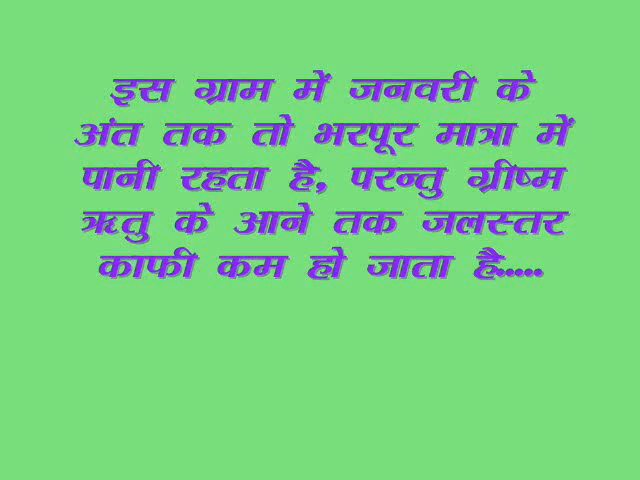 इस ग्राम में जनवरी के
अंत तक तो भरपूर मात्रा में
पानी रहता है, परन्तु ग्रीष्म
ऋतु के आने तक जलस्तर
काफी कम हो जाता है.....